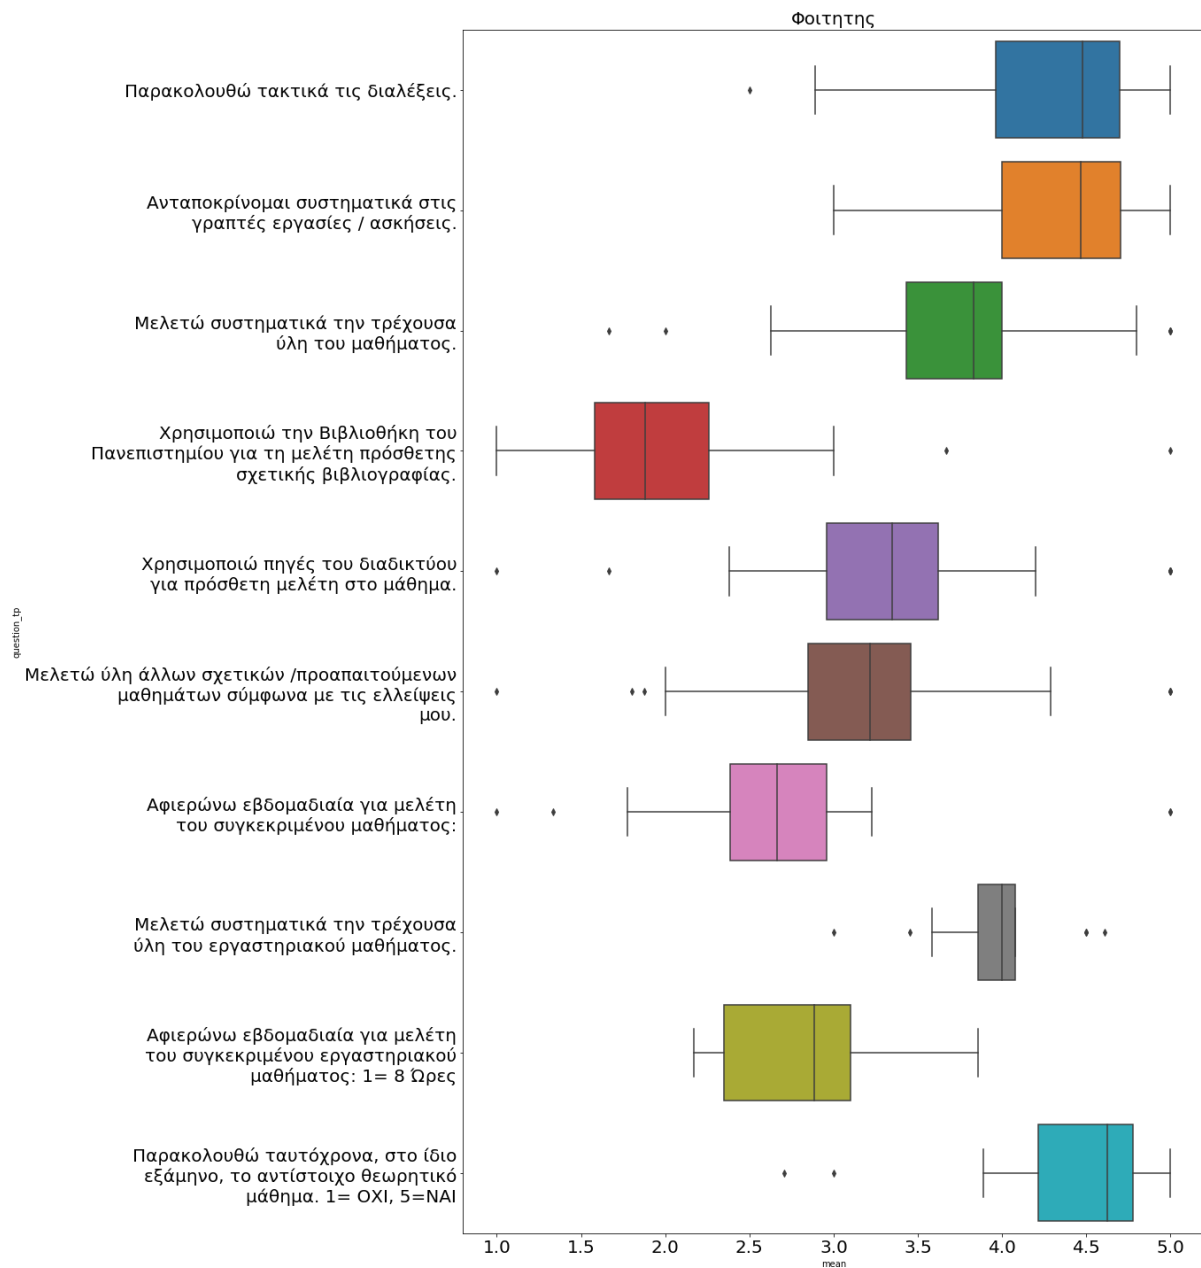 Φοιτητης
Παρακολουθώ τακτικά τις διαλέξεις.
Ανταποκρίνομαι συστηματικά στις
γραπτές εργασίες / ασκήσεις.
Μελετώ συστηματικά την τρέχουσα
ύλη του μαθήματος.
Χρησιμοποιώ την Βιβλιοθήκη του
Πανεπιστημίου για τη μελέτη πρόσθετης
σχετικής βιβλιογραφίας.
Χρησιμοποιώ πηγές του διαδικτύου
για πρόσθετη μελέτη στο μάθημα.
question_tp
Μελετώ ύλη άλλων σχετικών /προαπαιτούμενων
μαθημάτων σύμφωνα με τις ελλείψεις
μου.
Αφιερώνω εβδομαδιαία για μελέτη
του συγκεκριμένου μαθήματος:
Μελετώ συστηματικά την τρέχουσα
ύλη του εργαστηριακού μαθήματος.
Αφιερώνω εβδομαδιαία για μελέτη
του συγκεκριμένου εργαστηριακού
μαθήματος: 1= 8 Ώρες
Παρακολουθώ ταυτόχρονα, στο ίδιο
εξάμηνο, το αντίστοιχο θεωρητικό
μάθημα. 1= ΟΧΙ, 5=ΝΑΙ
1.0 1.5 2.0 2.5 3.0 3.5 4.0 4.5 5.0
mean